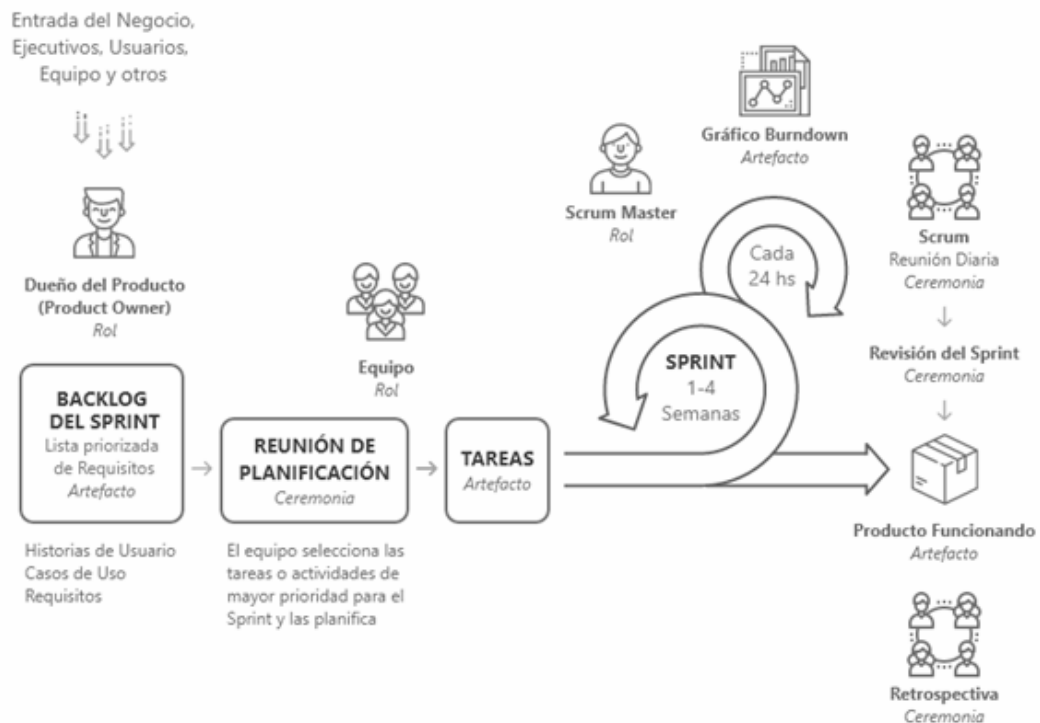 Entrada del Negocio,
Ejecutivos, Usuarios,
Equipo y otros
Dueño del Producto
(Product Owner)
Rol
BACKLOG
DEL SPRINT
Lista priorizada
de Requisitos
Artefacto
Historias de Usuario
Casos de Uso
Requisitos
REUNIÓN DE
PLANIFICACIÓN
Ceremonia
El equipo selecciona las
tareas o actividades de
mayor prioridad para el
Sprint y las planifica
Equipo
Rol
TAREAS
Artefacto
Scrum Master
Rol
Gráfico Burndown
Artefacto
Cada
24 hs
SPRINT
1-4
Semanas
Scrum
Reunión Diaria
Ceremonia
Revisión del Sprint
Ceremonia
Producto Funcionando
Artefacto
Retrospectiva
Ceremonia